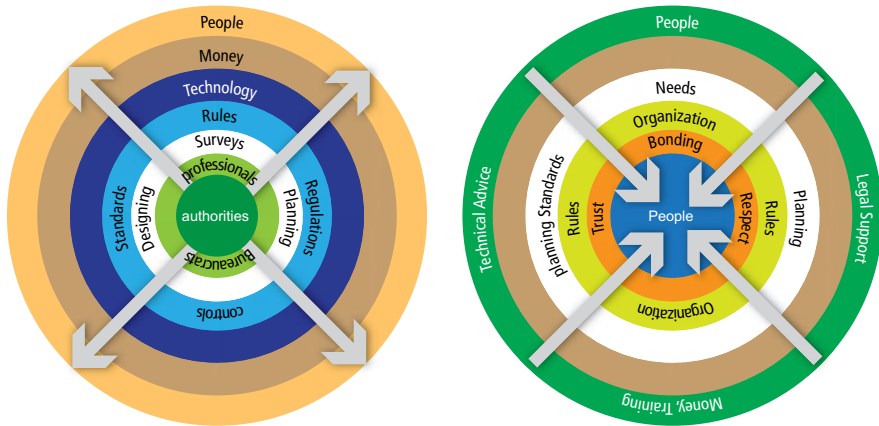 People
Money
Technology
Rules
Surveys
professionals
Standards
Designing
authorities
Planning
Regulations
Bureaucrats
controls
People
Needs
Organization
Bonding
Technical Advice
planning Standards
Rules
Trust
People
Respect
Rules
Planning
Legal Support
Organization
Money, Training